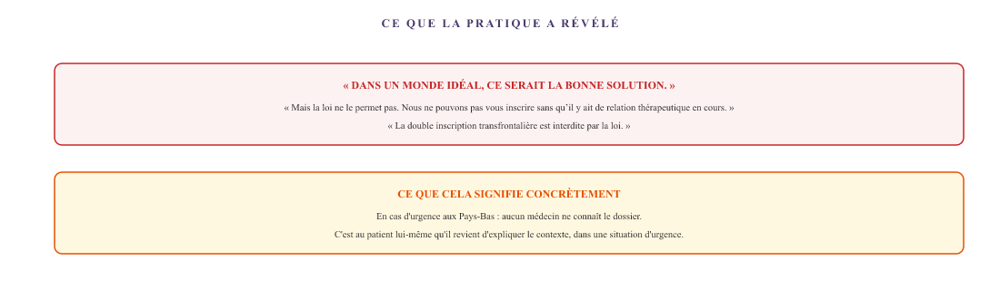 CE QUE LA PRATIQUE A RÉVÉLÉ
« DANS UN MONDE IDÉAL, CE SERAIT LA BONNE SOLUTION. »
« Mais la loi ne le permet pas. Nous ne pouvons pas vous inscrire sans qu’il y ait de relation thérapeutique en cours. »
« La double inscription transfrontalière est interdite par la loi. »
CE QUE CELA SIGNIFIE CONCRÈTEMENT
En cas d'urgence aux Pays-Bas : aucun médecin ne connaît le dossier.
C'est au patient lui-même qu'il revient d'expliquer le contexte, dans une situation d'urgence.